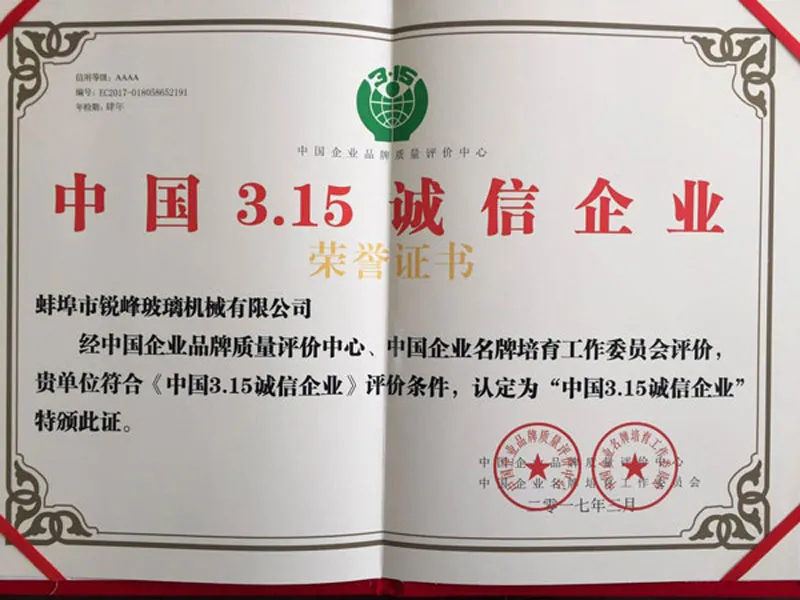 信用等级：AAAA
编号：EC2017-018058652191
年检期：肆年
3·15
中国企业品牌质量评价中心
中国3.15诚信企业
荣誉证书
蚌埠市锐峰玻璃机械有限公司
经中国企业品牌质量评价中心、中国企业名牌培育工作委员会评价，
贵单位符合《中国3.15诚信企业》评价条件，认定为“中国3.15诚信企业”
特颁此证。
中国企业品牌质量评价中心
中国企业名牌培育工作委员会
二零一七年三月